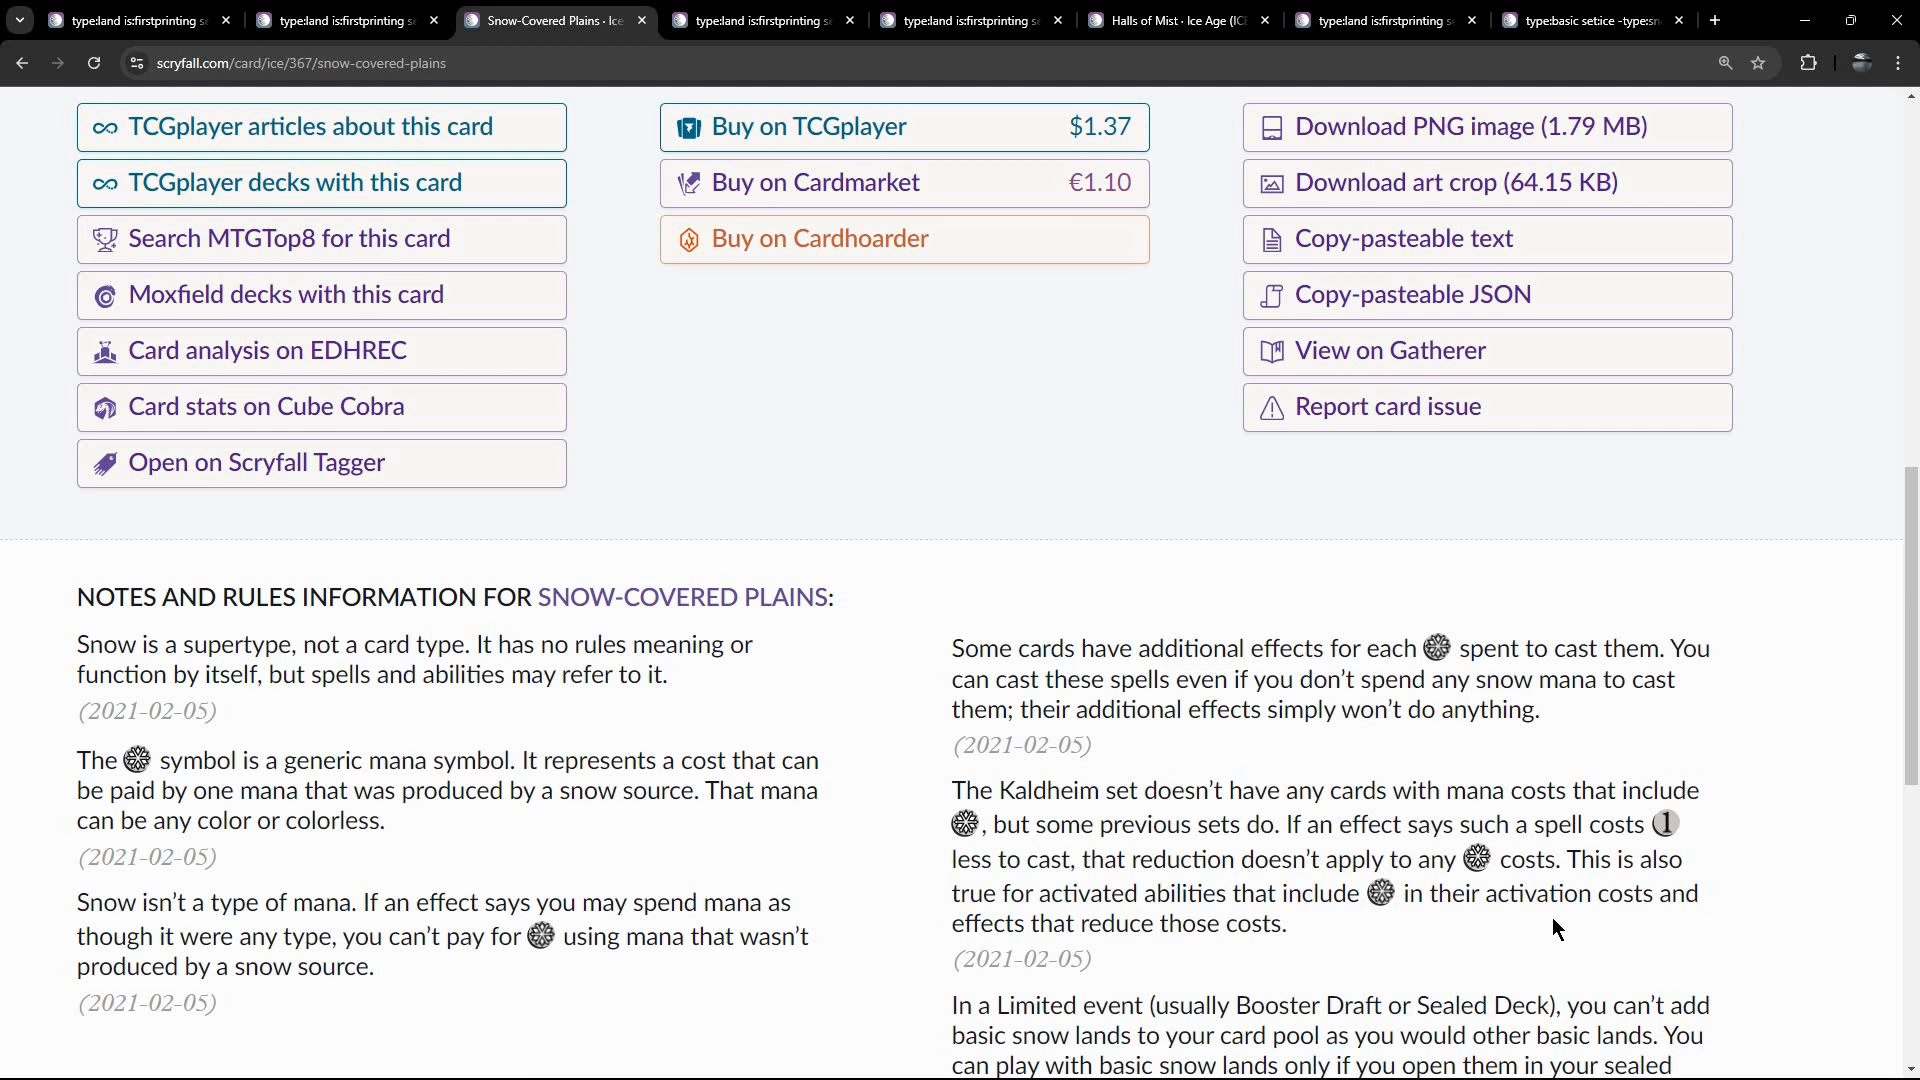 type:land is:firstprinting s
type:land is:firstprinting s
Snow-Covered Plains · Ice
type:land is:firstprinting s
type:land is:firstprinting s
Halls of Mist · Ice Age (ICE
type:land is:firstprinting s
type:basic set:ice -type:sn
scryfall.com/card/ice/367/snow-covered-plains
TCGplayer articles about this card
TCGplayer decks with this card
Search MTGTop8 for this card
Moxfield decks with this card
Card analysis on EDHREC
Card stats on Cube Cobra
Open on Scryfall Tagger
Buy on TCGplayer $1.37
Buy on Cardmarket €1.10
Buy on Cardhoarder
Download PNG image (1.79 MB)
Download art crop (64.15 KB)
Copy-pasteable text
Copy-pasteable JSON
View on Gatherer
Report card issue
NOTES AND RULES INFORMATION FOR SNOW-COVERED PLAINS:
Snow is a supertype, not a card type. It has no rules meaning or
function by itself, but spells and abilities may refer to it.
(2021-02-05)
The symbol is a generic mana symbol. It represents a cost that can
be paid by one mana that was produced by a snow source. That mana
can be any color or colorless.
(2021-02-05)
Snow isn’t a type of mana. If an effect says you may spend mana as
though it were any type, you can’t pay for using mana that wasn’t
produced by a snow source.
(2021-02-05)
Some cards have additional effects for each spent to cast them. You
can cast these spells even if you don’t spend any snow mana to cast
them; their additional effects simply won’t do anything.
(2021-02-05)
The Kaldheim set doesn’t have any cards with mana costs that include
, but some previous sets do. If an effect says such a spell costs 1
less to cast, that reduction doesn’t apply to any costs. This is also
true for activated abilities that include in their activation costs and
effects that reduce those costs.
(2021-02-05)
In a Limited event (usually Booster Draft or Sealed Deck), you can’t add
basic snow lands to your card pool as you would other basic lands. You
can play with basic snow lands only if you open them in your sealed